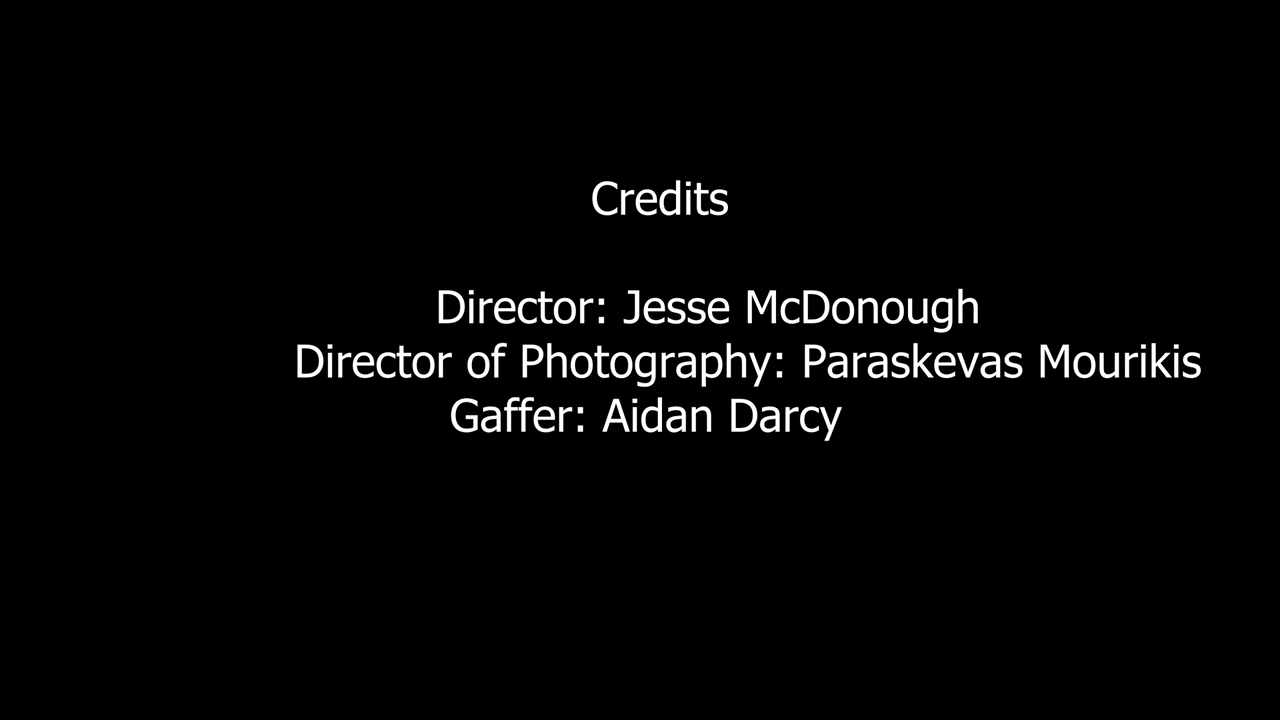 Credits
Director: Jesse McDonough
Director of Photography: Paraskevas Mourikis
Gaffer: Aidan Darcy